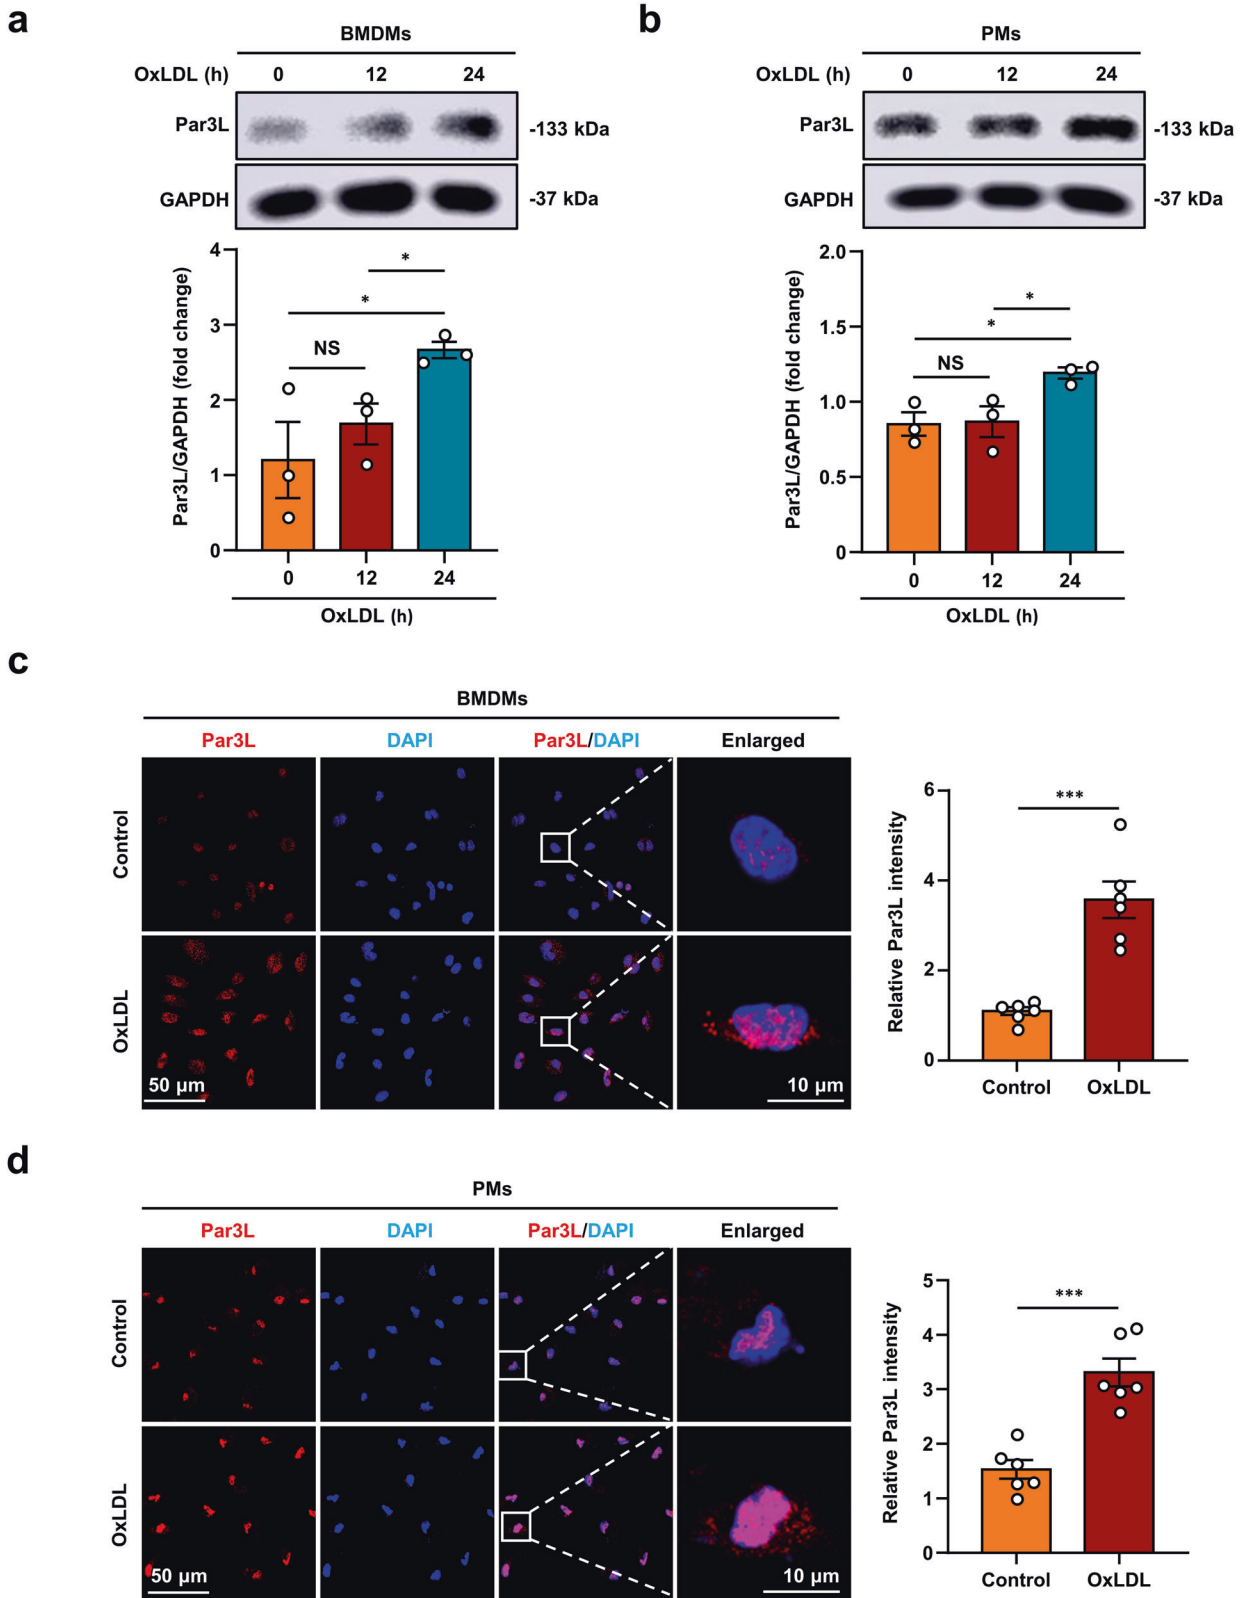 a
BMDMs
OxLDL (h) 0 12 24
Par3L -133 kDa
GAPDH -37 kDa
Par3L/GAPDH (fold change)
4
3
2
1
0
*
*
NS
0 12 24
OxLDL (h)
b
PMs
OxLDL (h) 0 12 24
Par3L -133 kDa
GAPDH -37 kDa
Par3L/GAPDH (fold change)
2.0
1.5
1.0
0.5
0
*
*
NS
0 12 24
OxLDL (h)
c
BMDMs
Par3L DAPI Par3L/DAPI Enlarged
Control
OxLDL
50 μm 10 μm
Relative Par3L intensity
6
4
2
0
***
Control OxLDL
d
PMs
Par3L DAPI Par3L/DAPI Enlarged
Control
OxLDL
50 μm 10 μm
Relative Par3L intensity
5
4
3
2
1
0
***
Control OxLDL